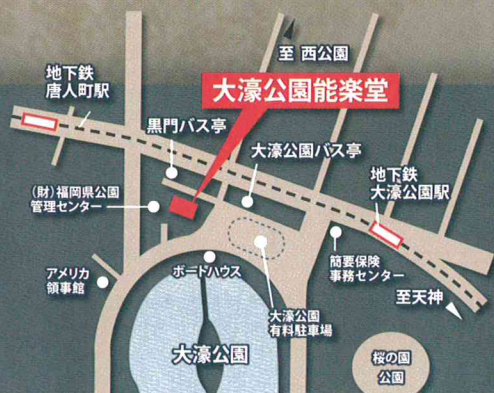 至 西公園
地下鉄
唐人町駅
大濠公園能楽堂
黒門バス亭
大濠公園バス亭
地下鉄
大濠公園駅
(財)福岡県公園
管理センター
簡要保険
事務センター
ボートハウス
アメリカ
領事館
至天神
大濠公園
有料駐車場
大濠公園
桜の園
公園